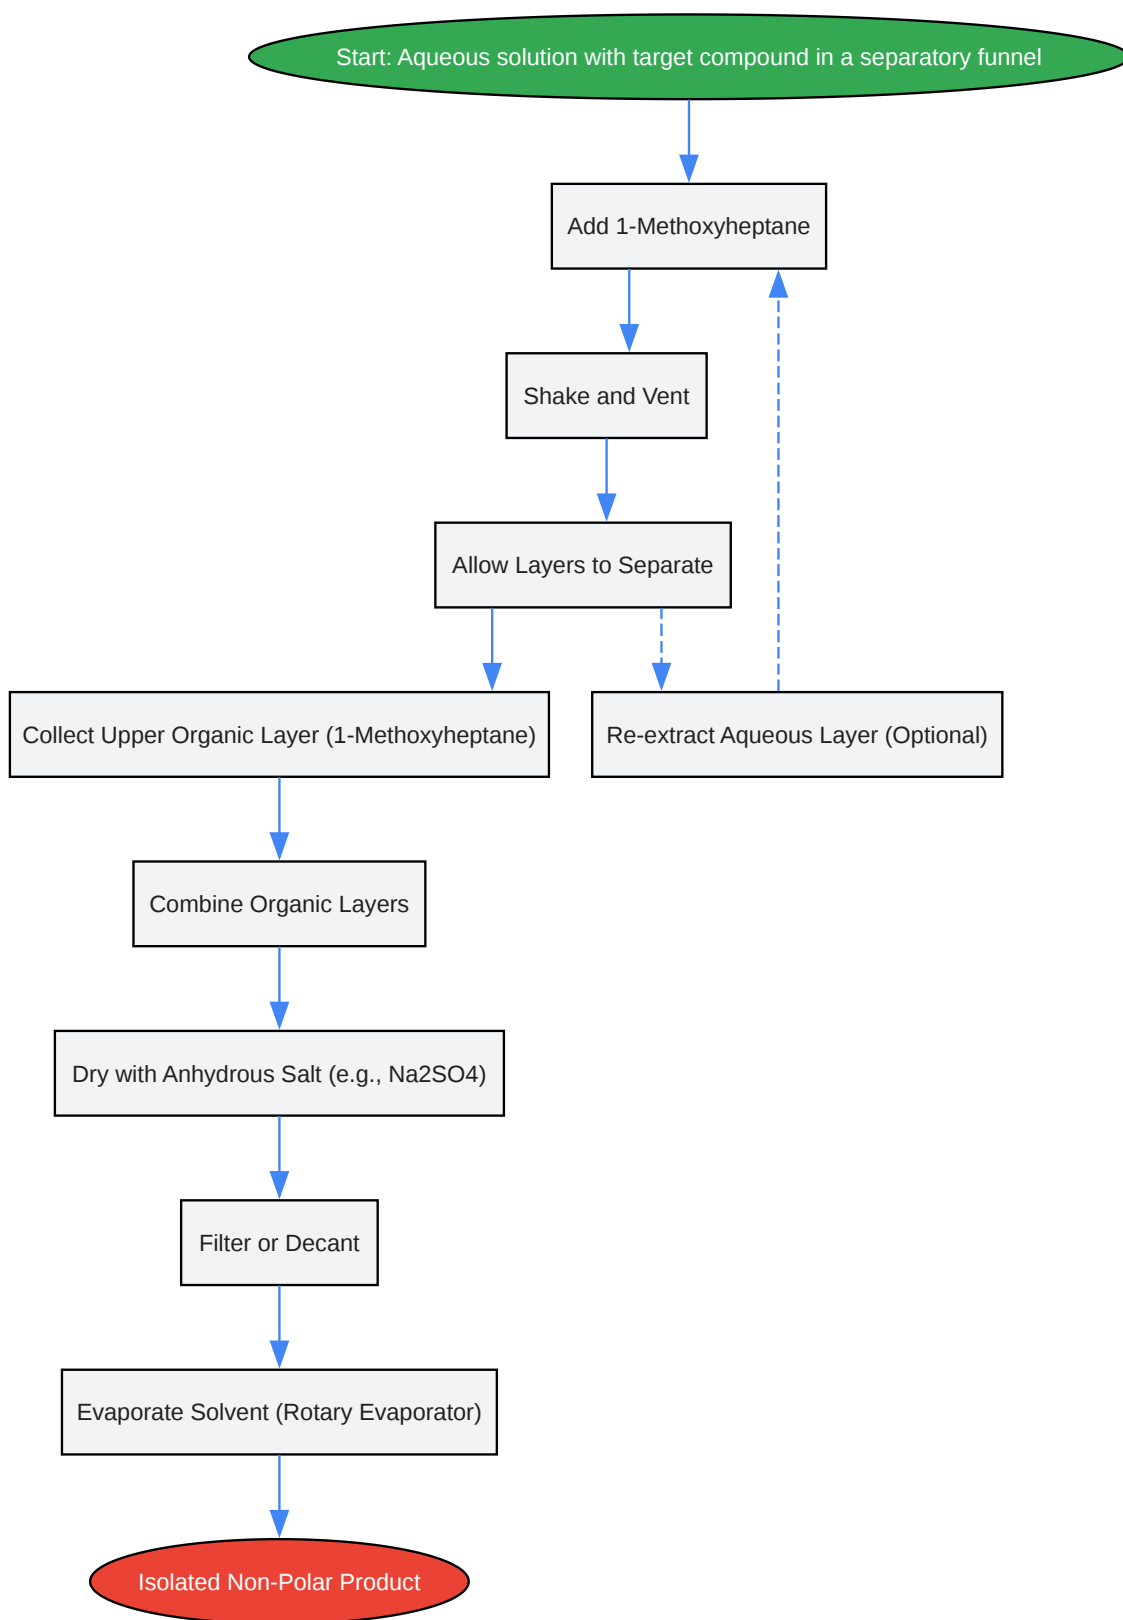 Start: Aqueous solution with target compound in a separatory funnel
Add 1-Methoxyheptane
Shake and Vent
Allow Layers to Separate
Collect Upper Organic Layer (1-Methoxyheptane)
Re-extract Aqueous Layer (Optional)
Combine Organic Layers
Dry with Anhydrous Salt (e.g., Na2SO4)
Filter or Decant
Evaporate Solvent (Rotary Evaporator)
Isolated Non-Polar Product